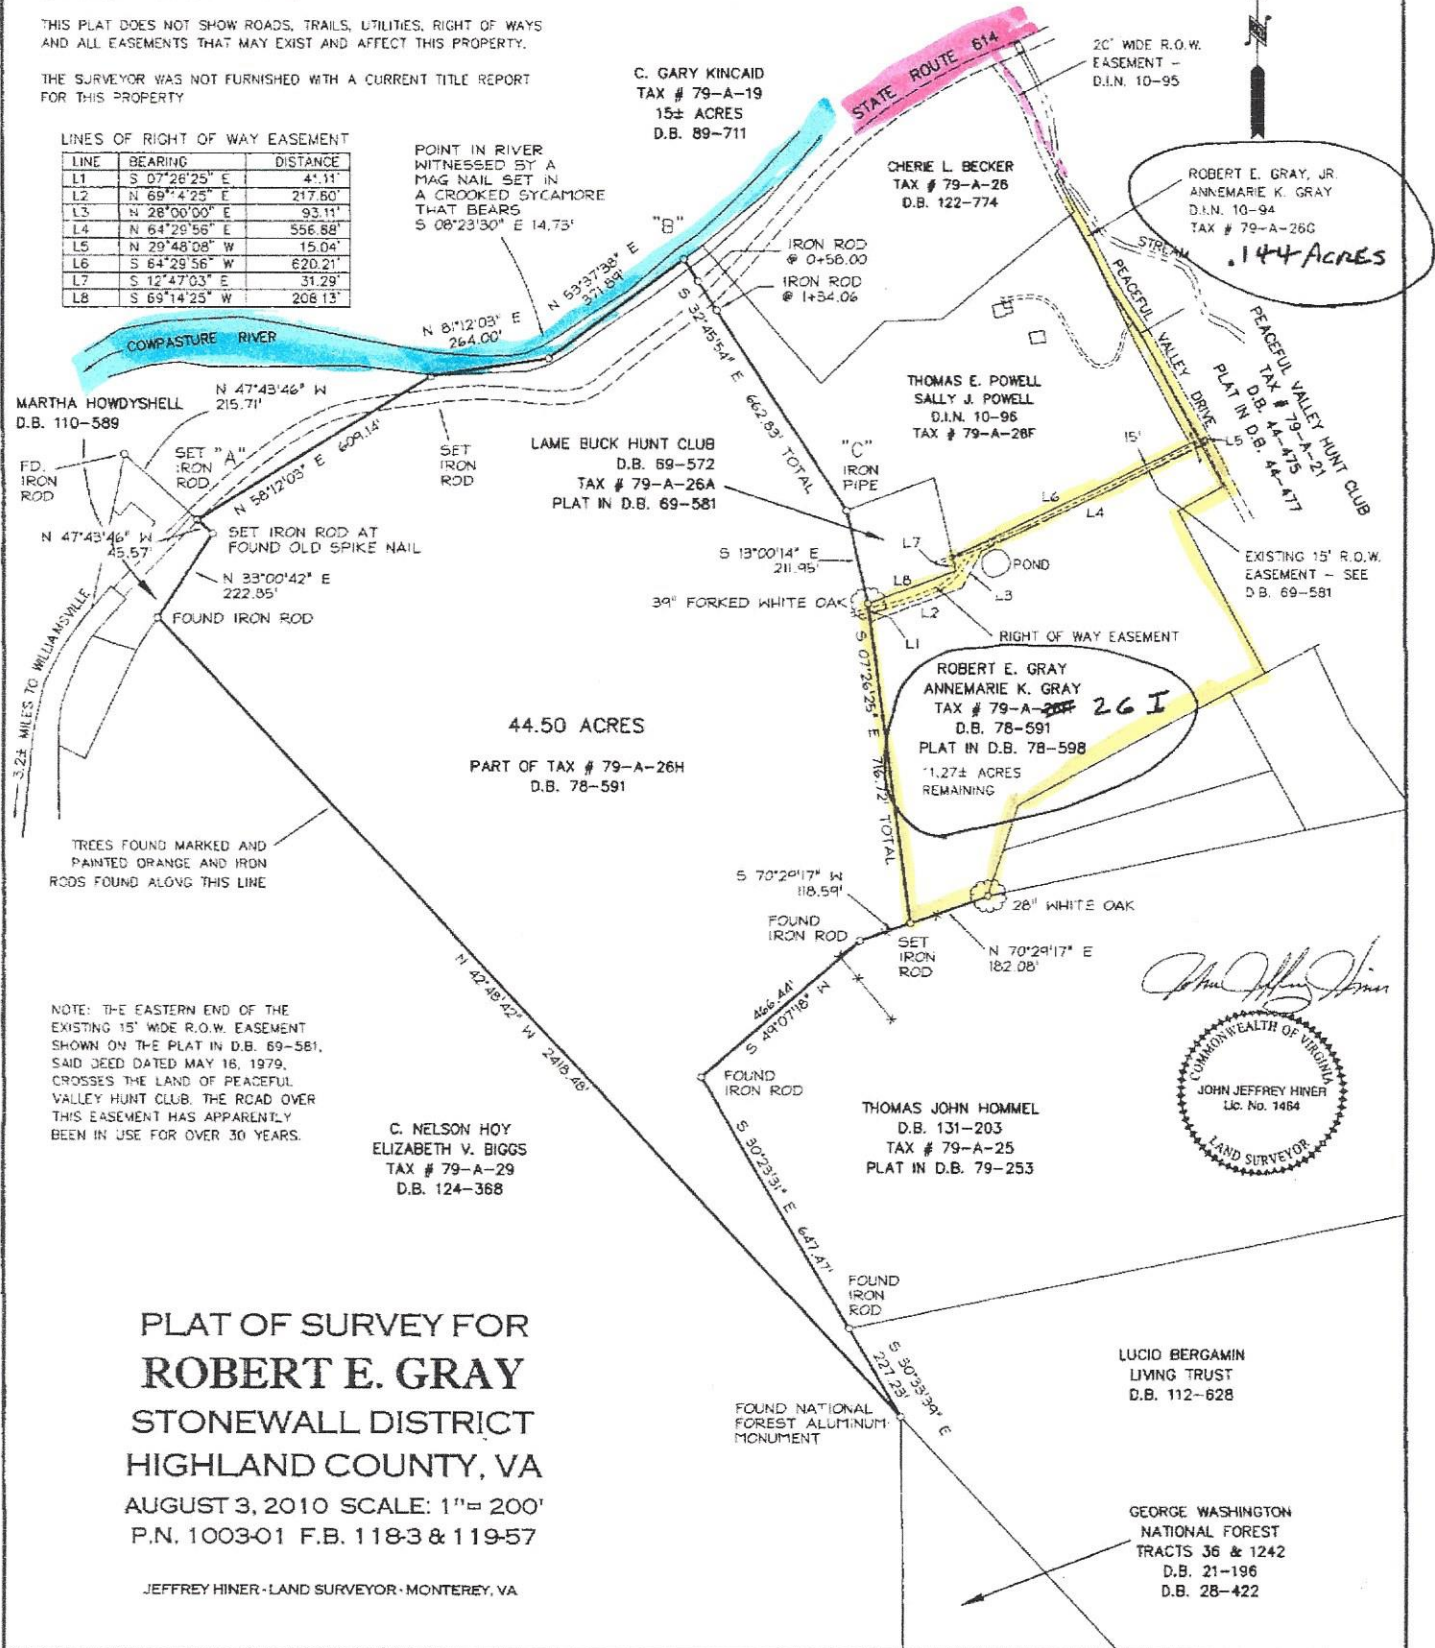 THIS PLAT DOES NOT SHOW ROADS, TRAILS, UTILITIES, RIGHT OF WAYS
AND ALL EASEMENTS THAT MAY EXIST AND AFFECT THIS PROPERTY.
THE SURVEYOR WAS NOT FURNISHED WITH A CURRENT TITLE REPORT
FOR THIS PROPERTY
LINES OF RIGHT OF WAY EASEMENT
LINE BEARING DISTANCE
L1 S 07°26'25" E 41.11'
L2 N 69°14'25" E 217.60'
L3 N 28°00'00" E 93.11'
L4 N 64°29'56" E 556.68'
L5 N 29°48'08" W 15.04'
L6 S 64°29'56" W 620.21'
L7 S 12°47'03" E 31.29
L8 S 69°14'25" W 208.13'
POINT IN RIVER
WITNESSED BY A
MAG NAIL SET IN
A CROOKED SYCAMORE
THAT BEARS
S 08°23'30" E 14.73'
C. GARY KINCAID
TAX # 79-A-19
15± ACRES
D.B. 89-711
STATE ROUTE 614
20' WIDE R.O.W.
EASEMENT -
D.I.N. 10-95
N
CHERIE L. BECKER
TAX # 79-A-26
D.B. 122-774
ROBERT E. GRAY, JR.
ANNEMARIE K. GRAY
D.I.N. 10-94
TAX # 79-A-26G
.144 ACRES
STREAM
"B"
IRON ROD
@ 0+58.00
IRON ROD
@ 1+34.06
N 53°37'38" E
371.89'
N 81°12'03" E
264.00'
COWPASTURE RIVER
S 32°45'54" E 662.83' TOTAL
PEACEFUL VALLEY DRIVE
PEACEFUL VALLEY HUNT CLUB
TAX # 79-A-21
D.B. 44-475
PLAT IN D.B. 44-477
THOMAS E. POWELL
SALLY J. POWELL
D.I.N. 10-96
TAX # 79-A-26F
MARTHA HOWDYSHELL
D.B. 110-589
N 47°43'46" W
215.71'
FD.
IRON
ROD
SET
IRON
ROD
"A"
N 58°12'03" E 609.14'
SET
IRON
ROD
LAME BUCK HUNT CLUB
D.B. 69-572
TAX # 79-A-26A
PLAT IN D.B. 69-581
"C"
IRON
PIPE
15'
L5
L6
L4
L7
L8
L2
L3
L1
POND
EXISTING 15' R.O.W.
EASEMENT - SEE
D.B. 69-581
N 47°43'46" W
45.57'
SET IRON ROD AT
FOUND OLD SPIKE NAIL
N 33°00'42" E
222.85'
FOUND IRON ROD
S 13°00'14" E
211.95'
39" FORKED WHITE OAK
RIGHT OF WAY EASEMENT
3.2± MILES TO WILLIAMSVILLE
S 07°26'25" E 716.72' TOTAL
ROBERT E. GRAY
ANNEMARIE K. GRAY
TAX # 79-A-26H 26 I
D.B. 78-591
PLAT IN D.B. 78-598
11.27± ACRES
REMAINING
44.50 ACRES
PART OF TAX # 79-A-26H
D.B. 78-591
TREES FOUND MARKED AND
PAINTED ORANGE AND IRON
RODS FOUND ALONG THIS LINE
S 70°29'17" W
118.59'
FOUND
IRON ROD
SET
IRON
ROD
28" WHITE OAK
N 70°29'17" E
182.08'
N 42°48'42" W 2418.48'
466.44'
S 49°07'18" W
FOUND
IRON ROD
NOTE: THE EASTERN END OF THE
EXISTING 15' WIDE R.O.W. EASEMENT
SHOWN ON THE PLAT IN D.B. 69-581,
SAID DEED DATED MAY 16, 1979,
CROSSES THE LAND OF PEACEFUL
VALLEY HUNT CLUB. THE ROAD OVER
THIS EASEMENT HAS APPARENTLY
BEEN IN USE FOR OVER 30 YEARS.
John Jeffrey Hiner
COMMONWEALTH OF VIRGINIA
JOHN JEFFREY HINER
Lic. No. 1464
LAND SURVEYOR
C. NELSON HOY
ELIZABETH V. BIGGS
TAX # 79-A-29
D.B. 124-368
THOMAS JOHN HOMMEL
D.B. 131-203
TAX # 79-A-25
PLAT IN D.B. 79-253
S 30°23'31" E 647.47'
FOUND
IRON
ROD
S 30°33'39" E
227.23'
FOUND NATIONAL
FOREST ALUMINUM
MONUMENT
LUCIO BERGAMIN
LIVING TRUST
D.B. 112-628
GEORGE WASHINGTON
NATIONAL FOREST
TRACTS 36 & 1242
D.B. 21-196
D.B. 28-422
PLAT OF SURVEY FOR
ROBERT E. GRAY
STONEWALL DISTRICT
HIGHLAND COUNTY, VA
AUGUST 3, 2010 SCALE: 1"= 200'
P.N. 1003-01 F.B. 118-3 & 119-57
JEFFREY HINER - LAND SURVEYOR - MONTEREY, VA